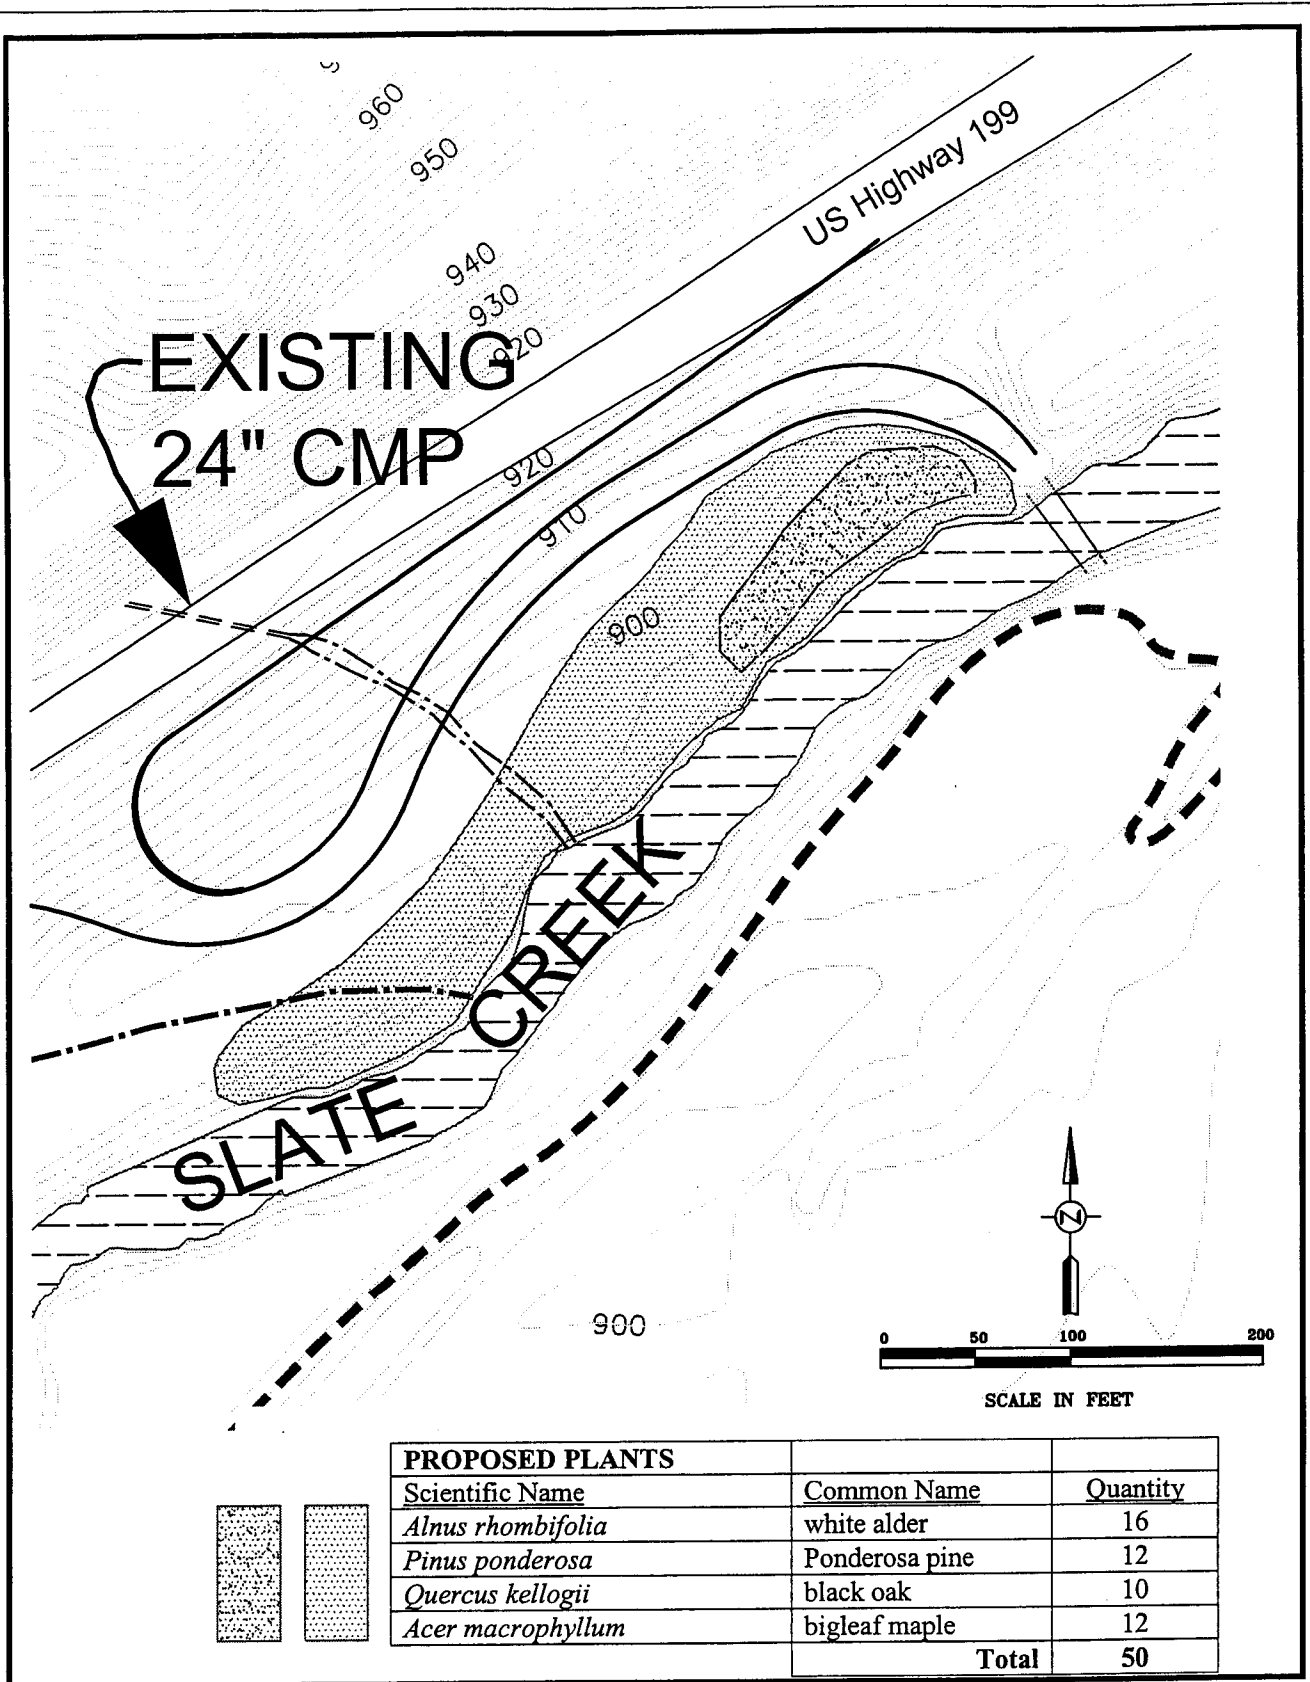 960
950
US Highway 199
940
930
920
EXISTING
24" CMP
920
910
900
SLATE CREEK
N
900
0 50 100 200
SCALE IN FEET
PROPOSED PLANTS
Scientific Name Common Name Quantity
Alnus rhombifolia white alder 16
Pinus ponderosa Ponderosa pine 12
Quercus kellogii black oak 10
Acer macrophyllum bigleaf maple 12
Total 50